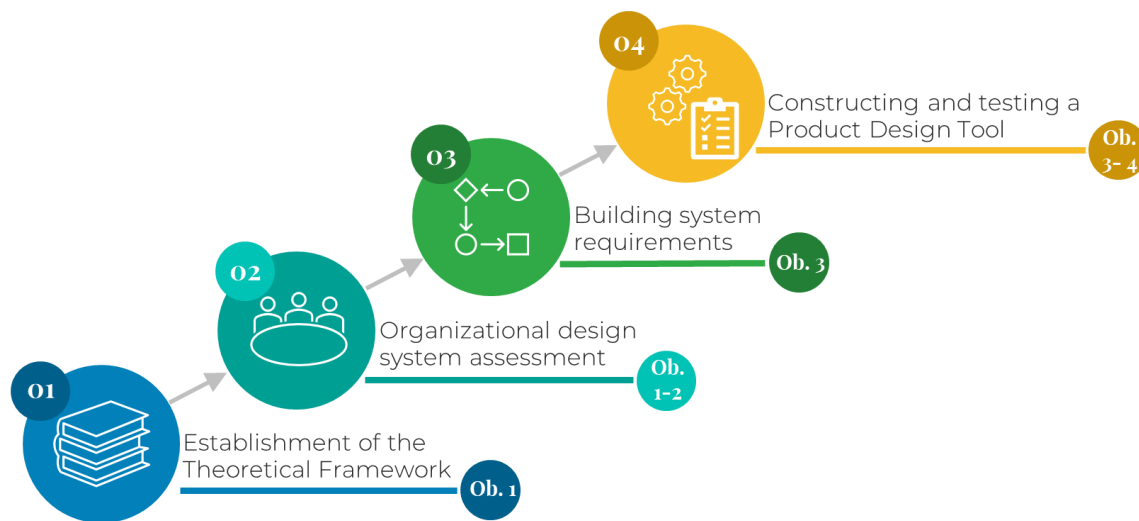 04
Constructing and testing a
Product Design Tool
Ob.
3- 4
03
Building system
requirements
Ob. 3
02
Organizational design
system assessment
Ob.
1-2
01
Establishment of the
Theoretical Framework
Ob. 1